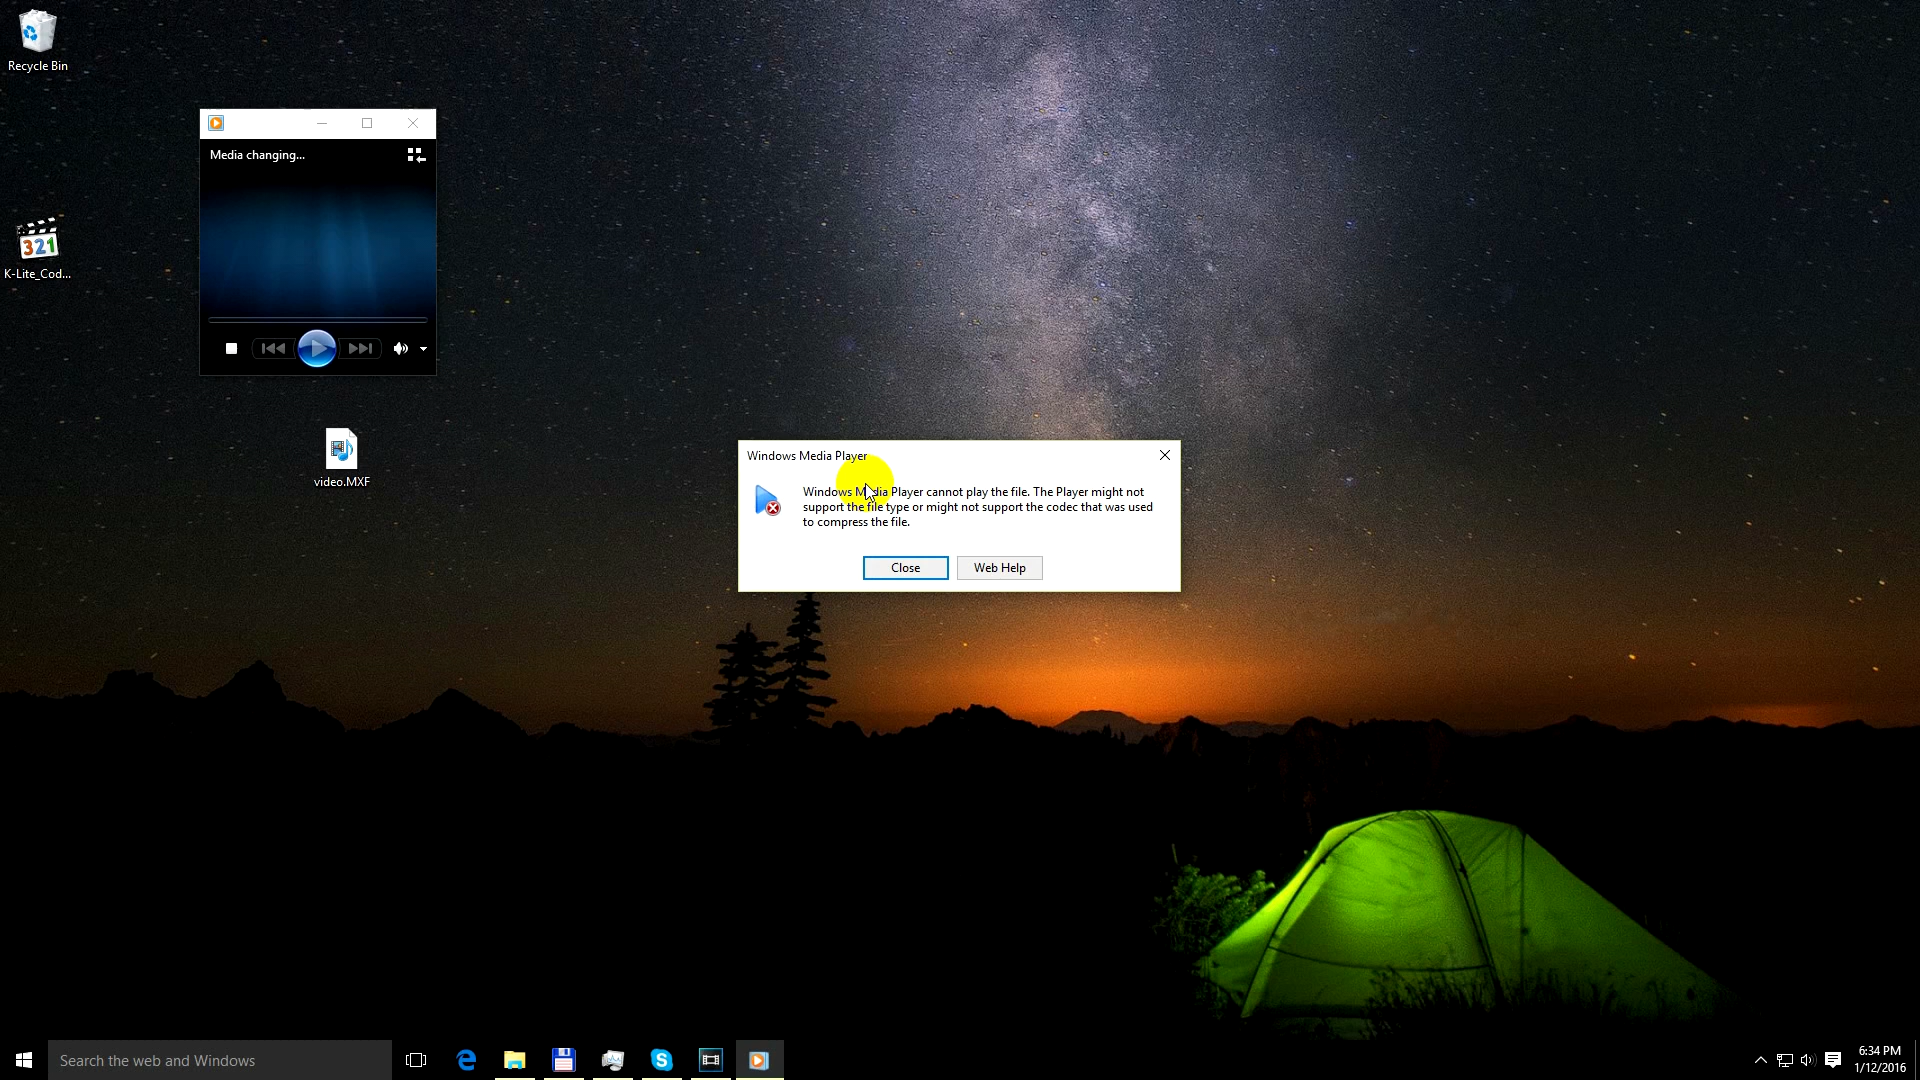 Recycle Bin
Media changing...
321
K-Lite_Cod...
video.MXF
Windows Media Player
Windows Media Player cannot play the file. The Player might not
support the file type or might not support the codec that was used
to compress the file.
Close
Web Help
Search the web and Windows
6:34 PM
1/12/2016